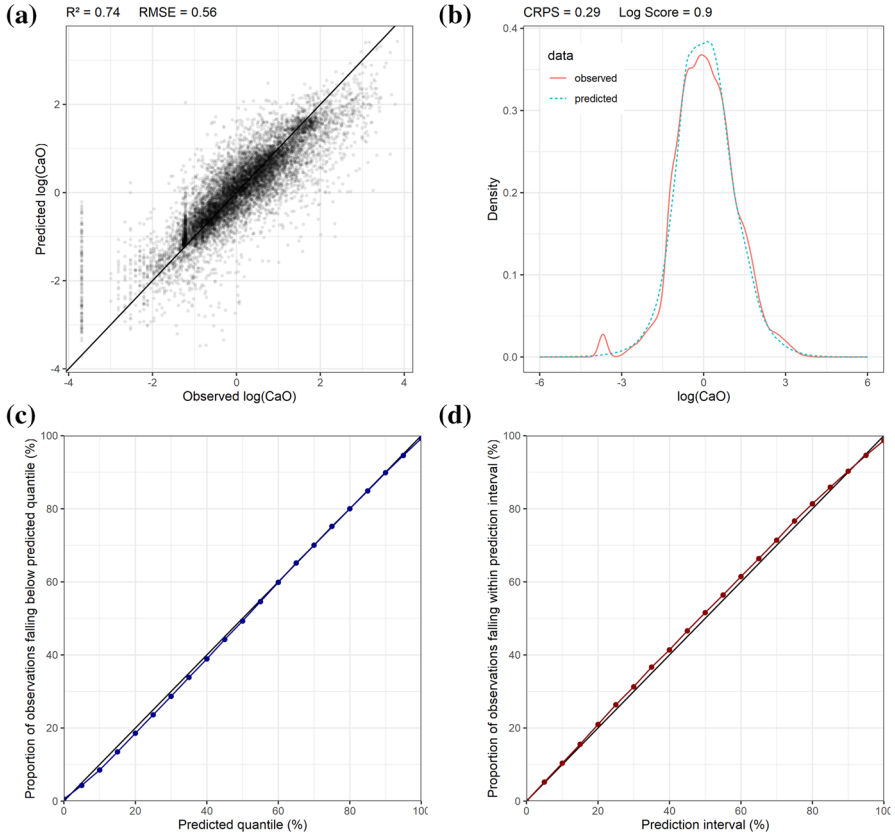 (a)
R² = 0.74 RMSE = 0.56
Predicted log(CaO)
2
0
-2
-4
-4 -2 0 2 4
Observed log(CaO)
(b)
CRPS = 0.29 Log Score = 0.9
Density
0.4
0.3
0.2
0.1
0.0
data
observed
predicted
-6 -3 0 3 6
log(CaO)
(c)
Proportion of observations falling below predicted quantile (%)
100
80
60
40
20
0
0 20 40 60 80 100
Predicted quantile (%)
(d)
Proportion of observations falling within prediction interval (%)
100
80
60
40
20
0
0 20 40 60 80 100
Prediction interval (%)